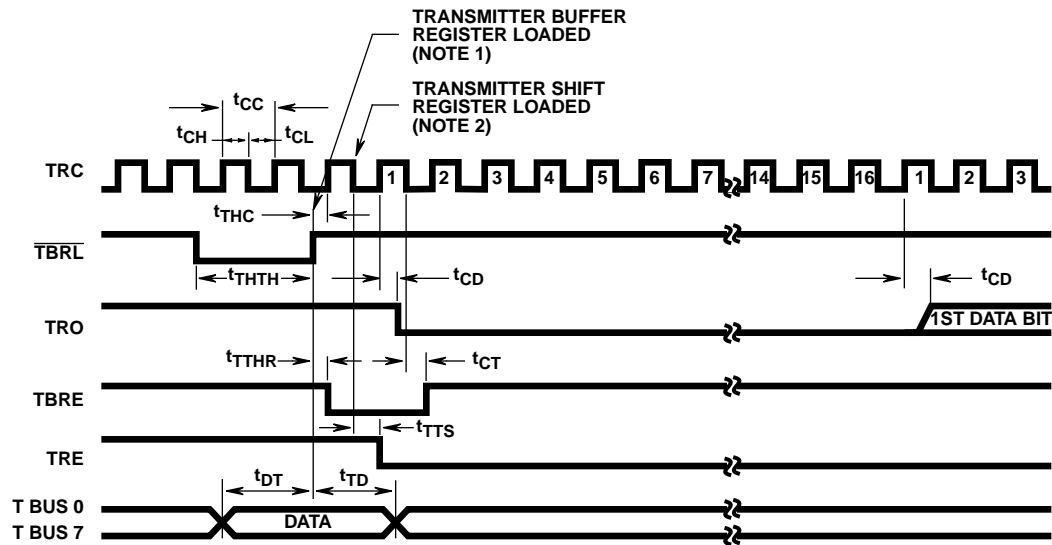 TRANSMITTER BUFFER
REGISTER LOADED
(NOTE 1)
TRANSMITTER SHIFT
REGISTER LOADED
(NOTE 2)
tCC
tCH
tCL
TRC
1 2 3 4 5 6 7 14 15 16 1 2 3
tTHC
TBRL
tTHTH
tCD
tCD
TRO
1ST DATA BIT
tTTHR
tCT
TBRE
tTTS
TRE
tDT
tTD
T BUS 0
DATA
T BUS 7